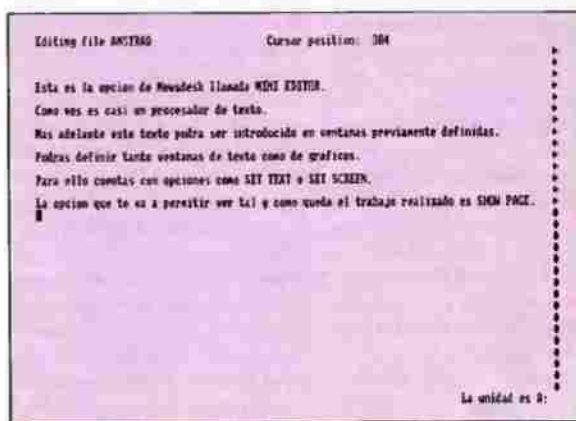 Editing file AMSTRAD Cursor position: 384
Esta es la opcion de Newsdesk llamada MINI EDITOR.
Como ves es casi un procesador de texto.
Mas adelante este texto podra ser introducido en ventanas previamente definidas.
Podras definir tanto ventanas de texto como de graficos.
Para ello cuentas con opciones como SET TEXT o SET SCREEN.
La opcion que te va a permitir ver tal y como queda el trabajo realizado es SHOW PAGE.
La unidad es A: